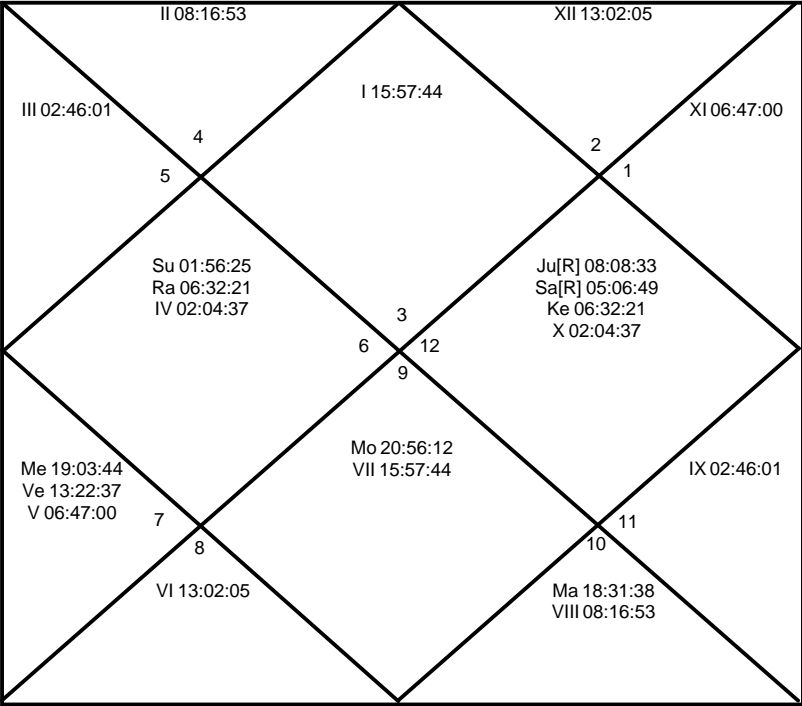 II 08:16:53
XII 13:02:05
I 15:57:44
III 02:46:01
XI 06:47:00
4
2
5
1
Su 01:56:25
Ra 06:32:21
IV 02:04:37
Ju[R] 08:08:33
Sa[R] 05:06:49
Ke 06:32:21
X 02:04:37
3
6
12
9
Mo 20:56:12
VII 15:57:44
Me 19:03:44
Ve 13:22:37
V 06:47:00
IX 02:46:01
7
11
8
10
VI 13:02:05
Ma 18:31:38
VIII 08:16:53